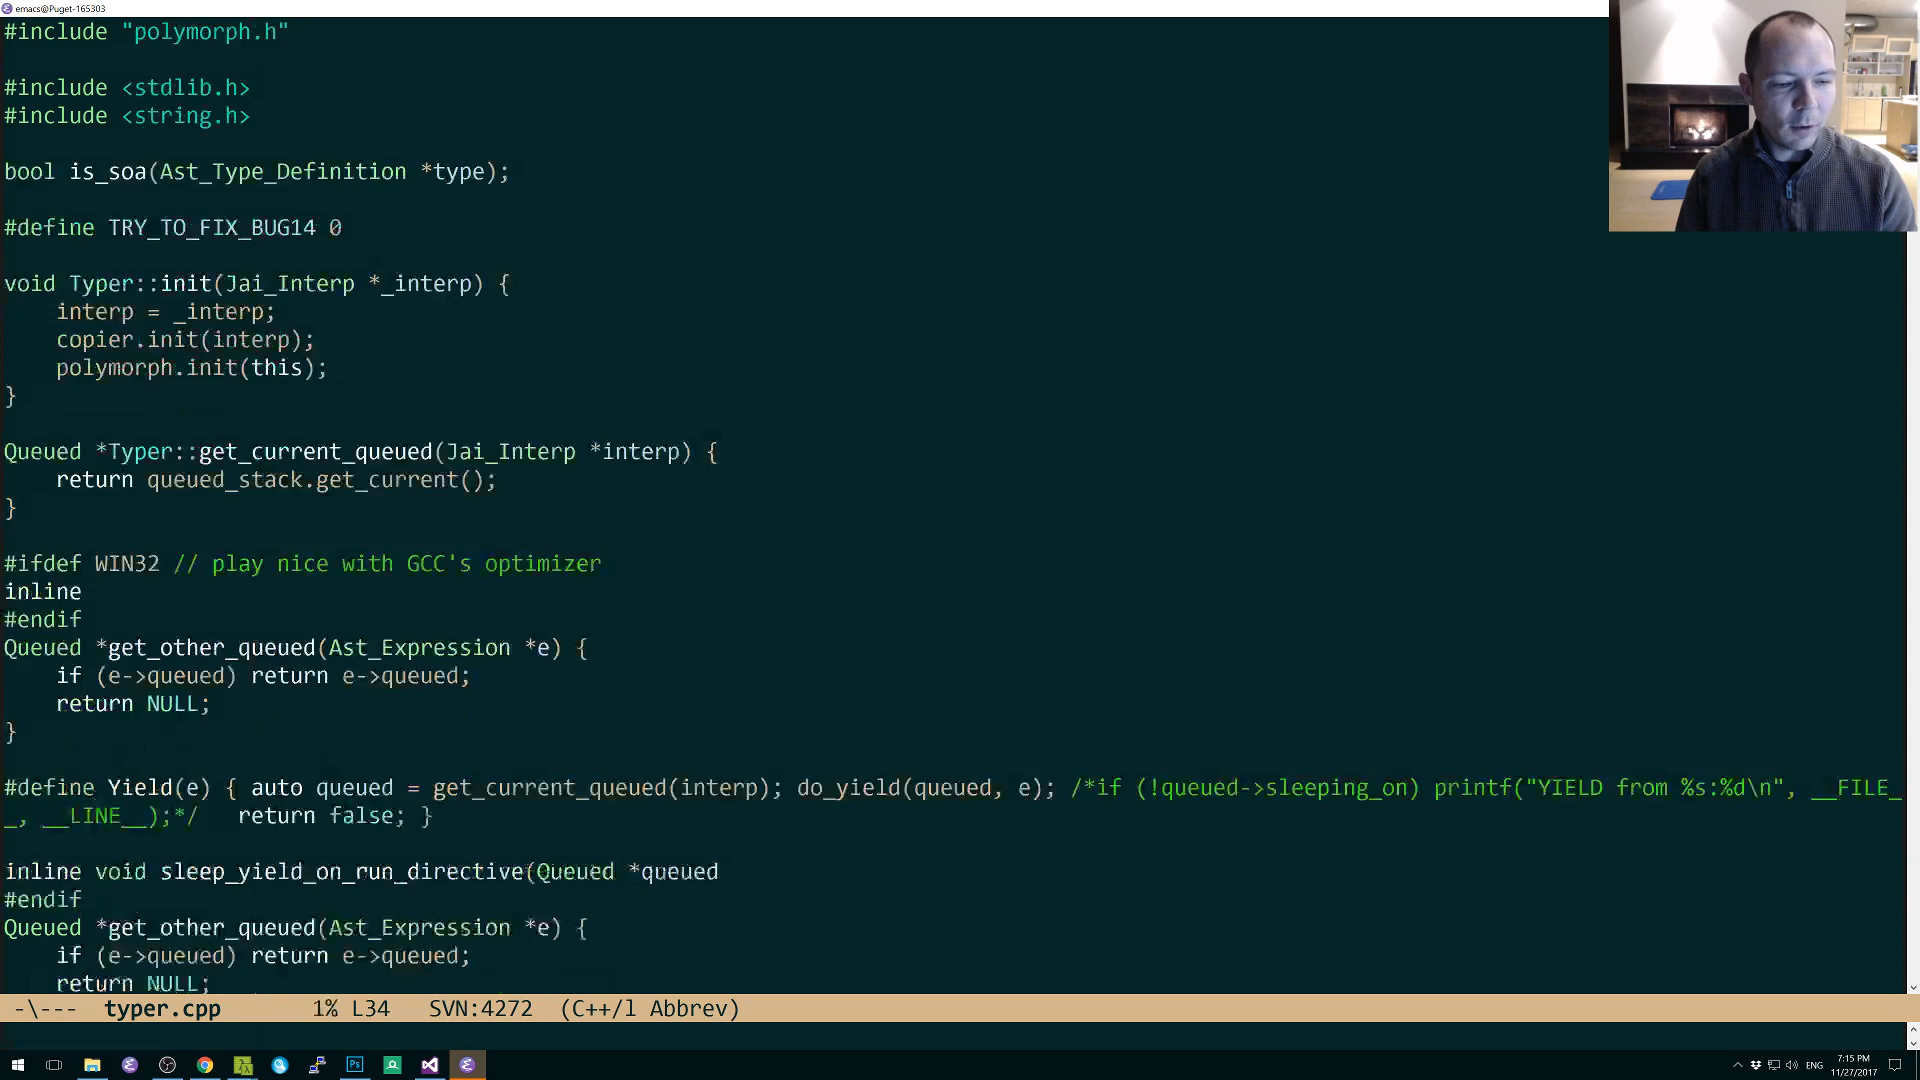 emacs@Puget-165303
#include "polymorph.h"
#include <stdlib.h>
#include <string.h>
bool is_soa(Ast_Type_Definition *type);
#define TRY_TO_FIX_BUG14 0
void Typer::init(Jai_Interp *_interp) {
    interp = _interp;
    copier.init(interp);
    polymorph.init(this);
}
Queued *Typer::get_current_queued(Jai_Interp *interp) {
    return queued_stack.get_current();
}
#ifdef WIN32 // play nice with GCC's optimizer
inline
#endif
Queued *get_other_queued(Ast_Expression *e) {
    if (e->queued) return e->queued;
    return NULL;
}
#define Yield(e) { auto queued = get_current_queued(interp); do_yield(queued, e); /*if (!queued->sleeping_on) printf("YIELD from %s:%d\n", __FILE_
_, __LINE__);*/   return false; }
inline void sleep_yield_on_run_directive(Queued *queued
#endif
Queued *get_other_queued(Ast_Expression *e) {
    if (e->queued) return e->queued;
    return NULL;
-\---  typer.cpp       1% L34   SVN:4272  (C++/l Abbrev)
Ps
ENG
7:15 PM
11/27/2017